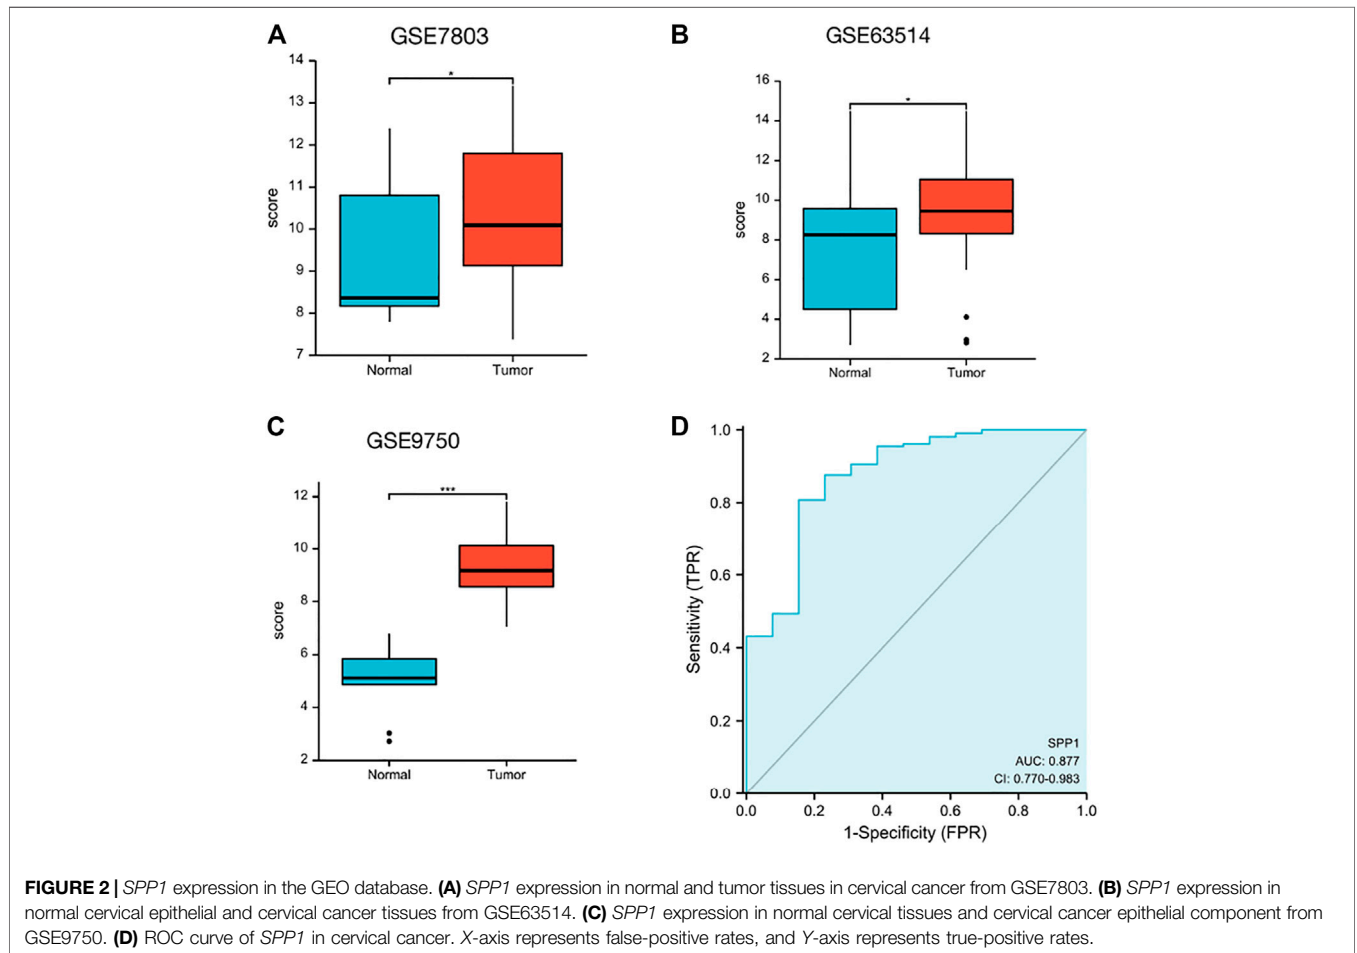 A
GSE7803
14
13
12
11
10
9
8
7
score
*
Normal
Tumor
B
GSE63514
16
14
12
10
8
6
4
2
score
*
Normal
Tumor
C
GSE9750
12
10
8
6
4
2
score
***
Normal
Tumor
D
1.0
0.8
0.6
0.4
0.2
0.0
Sensitivity (TPR)
SPP1
AUC: 0.877
CI: 0.770-0.983
0.0 0.2 0.4 0.6 0.8 1.0
1-Specificity (FPR)
FIGURE 2 | SPP1 expression in the GEO database. (A) SPP1 expression in normal and tumor tissues in cervical cancer from GSE7803. (B) SPP1 expression in
normal cervical epithelial and cervical cancer tissues from GSE63514. (C) SPP1 expression in normal cervical tissues and cervical cancer epithelial component from
GSE9750. (D) ROC curve of SPP1 in cervical cancer. X-axis represents false-positive rates, and Y-axis represents true-positive rates.